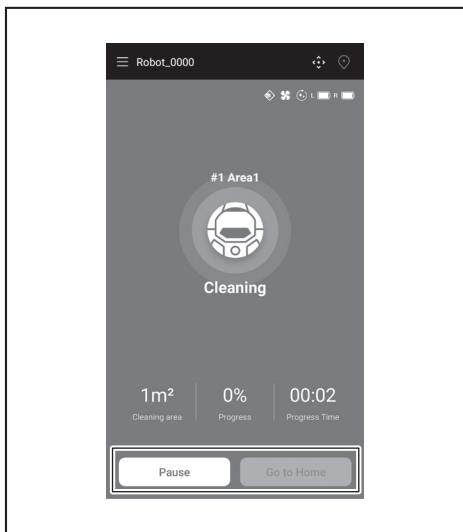 Robot_0000
L R
#1 Area1
Cleaning
1m² 0% 00:02
Cleaning area Progress Progress Time
Pause Go to Home